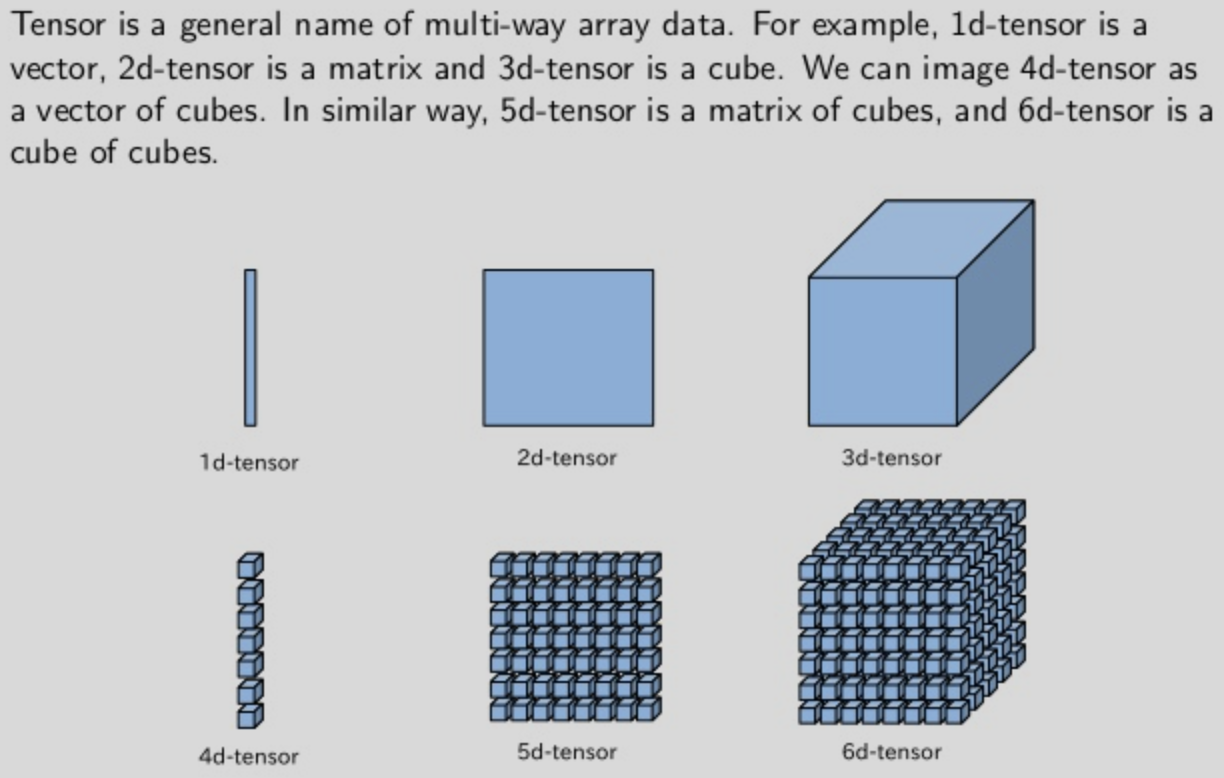 Tensor is a general name of multi-way array data. For example, 1d-tensor is a
vector, 2d-tensor is a matrix and 3d-tensor is a cube. We can image 4d-tensor as
a vector of cubes. In similar way, 5d-tensor is a matrix of cubes, and 6d-tensor is a
cube of cubes.
1d-tensor
2d-tensor
3d-tensor
4d-tensor
5d-tensor
6d-tensor